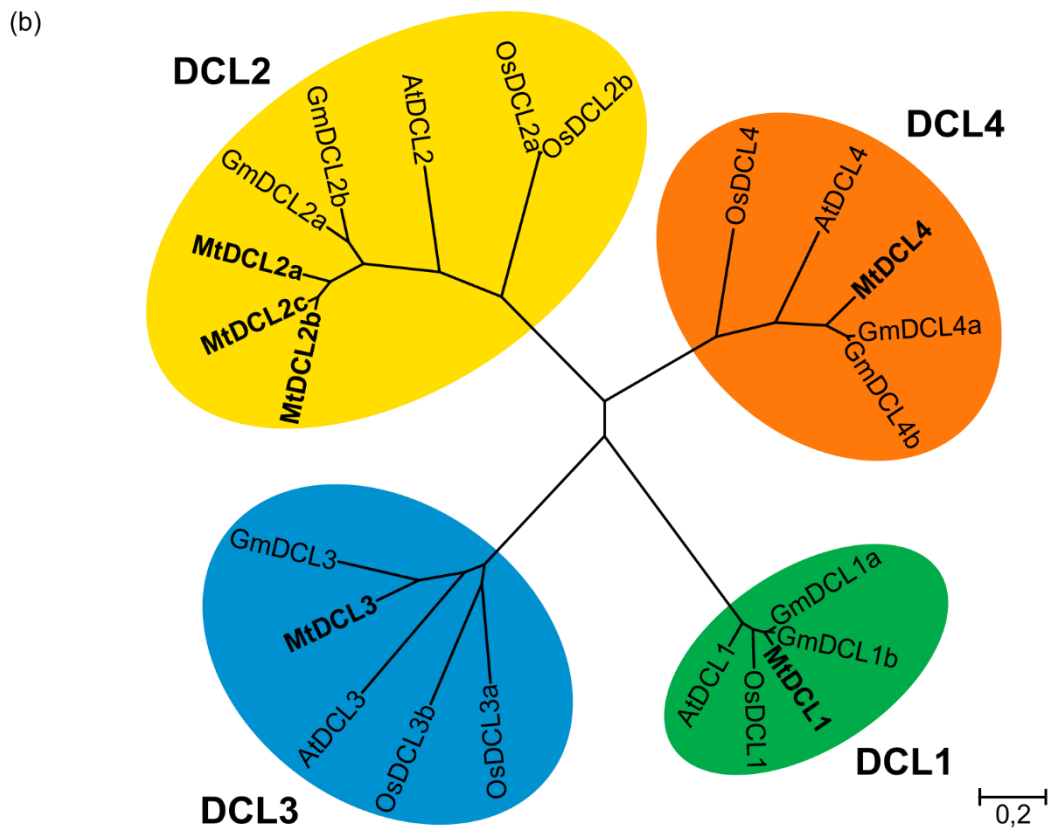 (b)
DCL2
GmDCL2a
GmDCL2b
AtDCL2
OsDCL2a
OsDCL2b
MtDCL2a
MtDCL2c
MtDCL2b
DCL4
OsDCL4
AtDCL4
MtDCL4
GmDCL4a
GmDCL4b
GmDCL3
MtDCL3
AtDCL3
OsDCL3b
OsDCL3a
DCL3
GmDCL1a
GmDCL1b
MtDCL1
OsDCL1
AtDCL1
DCL1
0,2